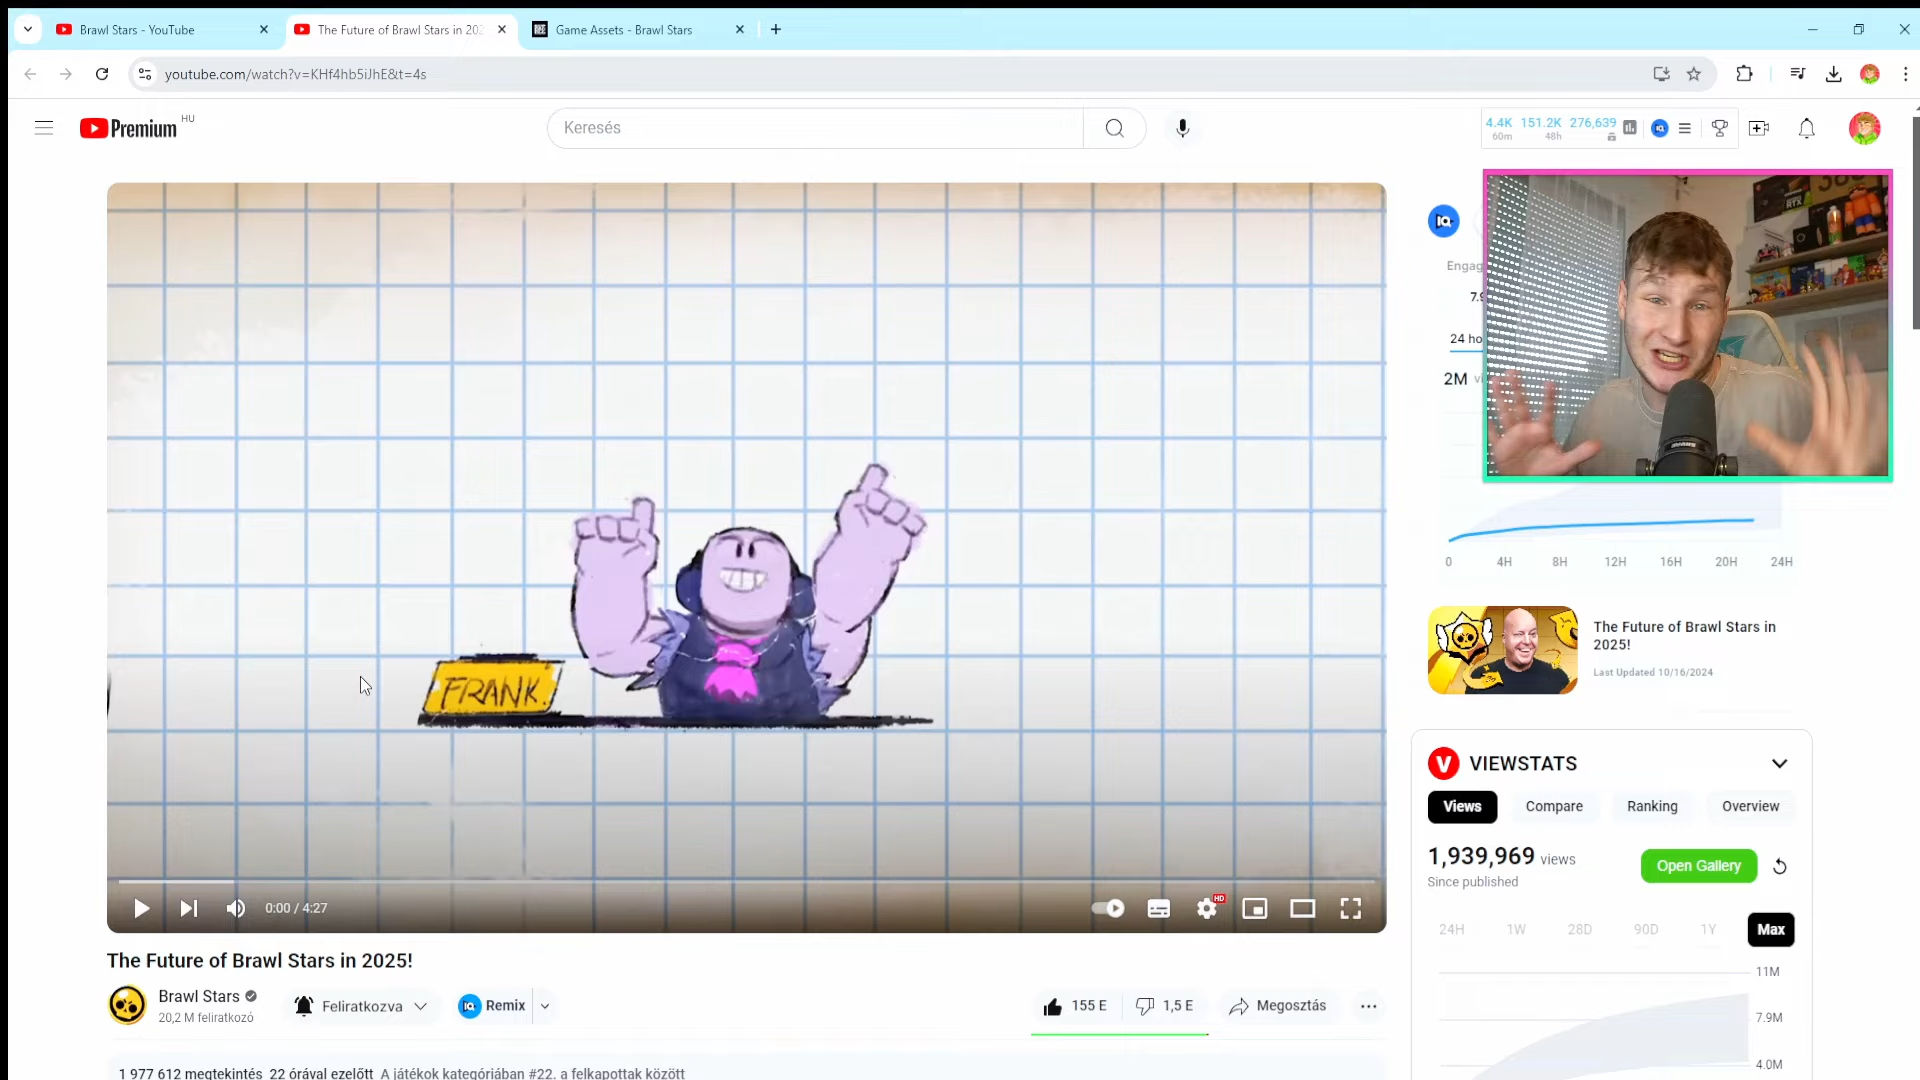 Brawl Stars - YouTube
The Future of Brawl Stars in 202
Game Assets - Brawl Stars
youtube.com/watch?v=KHf4hb5iJhE&t=4s
Premium HU
Keresés
4.4K 151.2K 276,639
60m 48h
Engag
7.9
24 ho
2M vi
FRANK
0 4H 8H 12H 16H 20H 24H
The Future of Brawl Stars in
2025!
Last Updated 10/16/2024
VIEWSTATS
Views Compare Ranking Overview
1,939,969 views
Since published
Open Gallery
24H 1W 28D 90D 1Y Max
11M
7.9M
4.0M
0:00 / 4:27
HD
The Future of Brawl Stars in 2025!
Brawl Stars
20,2 M feliratkozó
Feliratkozva
Remix
155 E
1,5 E
Megosztás
1 977 612 megtekintés 22 órával ezelőtt A játékok kategóriában #22. a felkapottak között